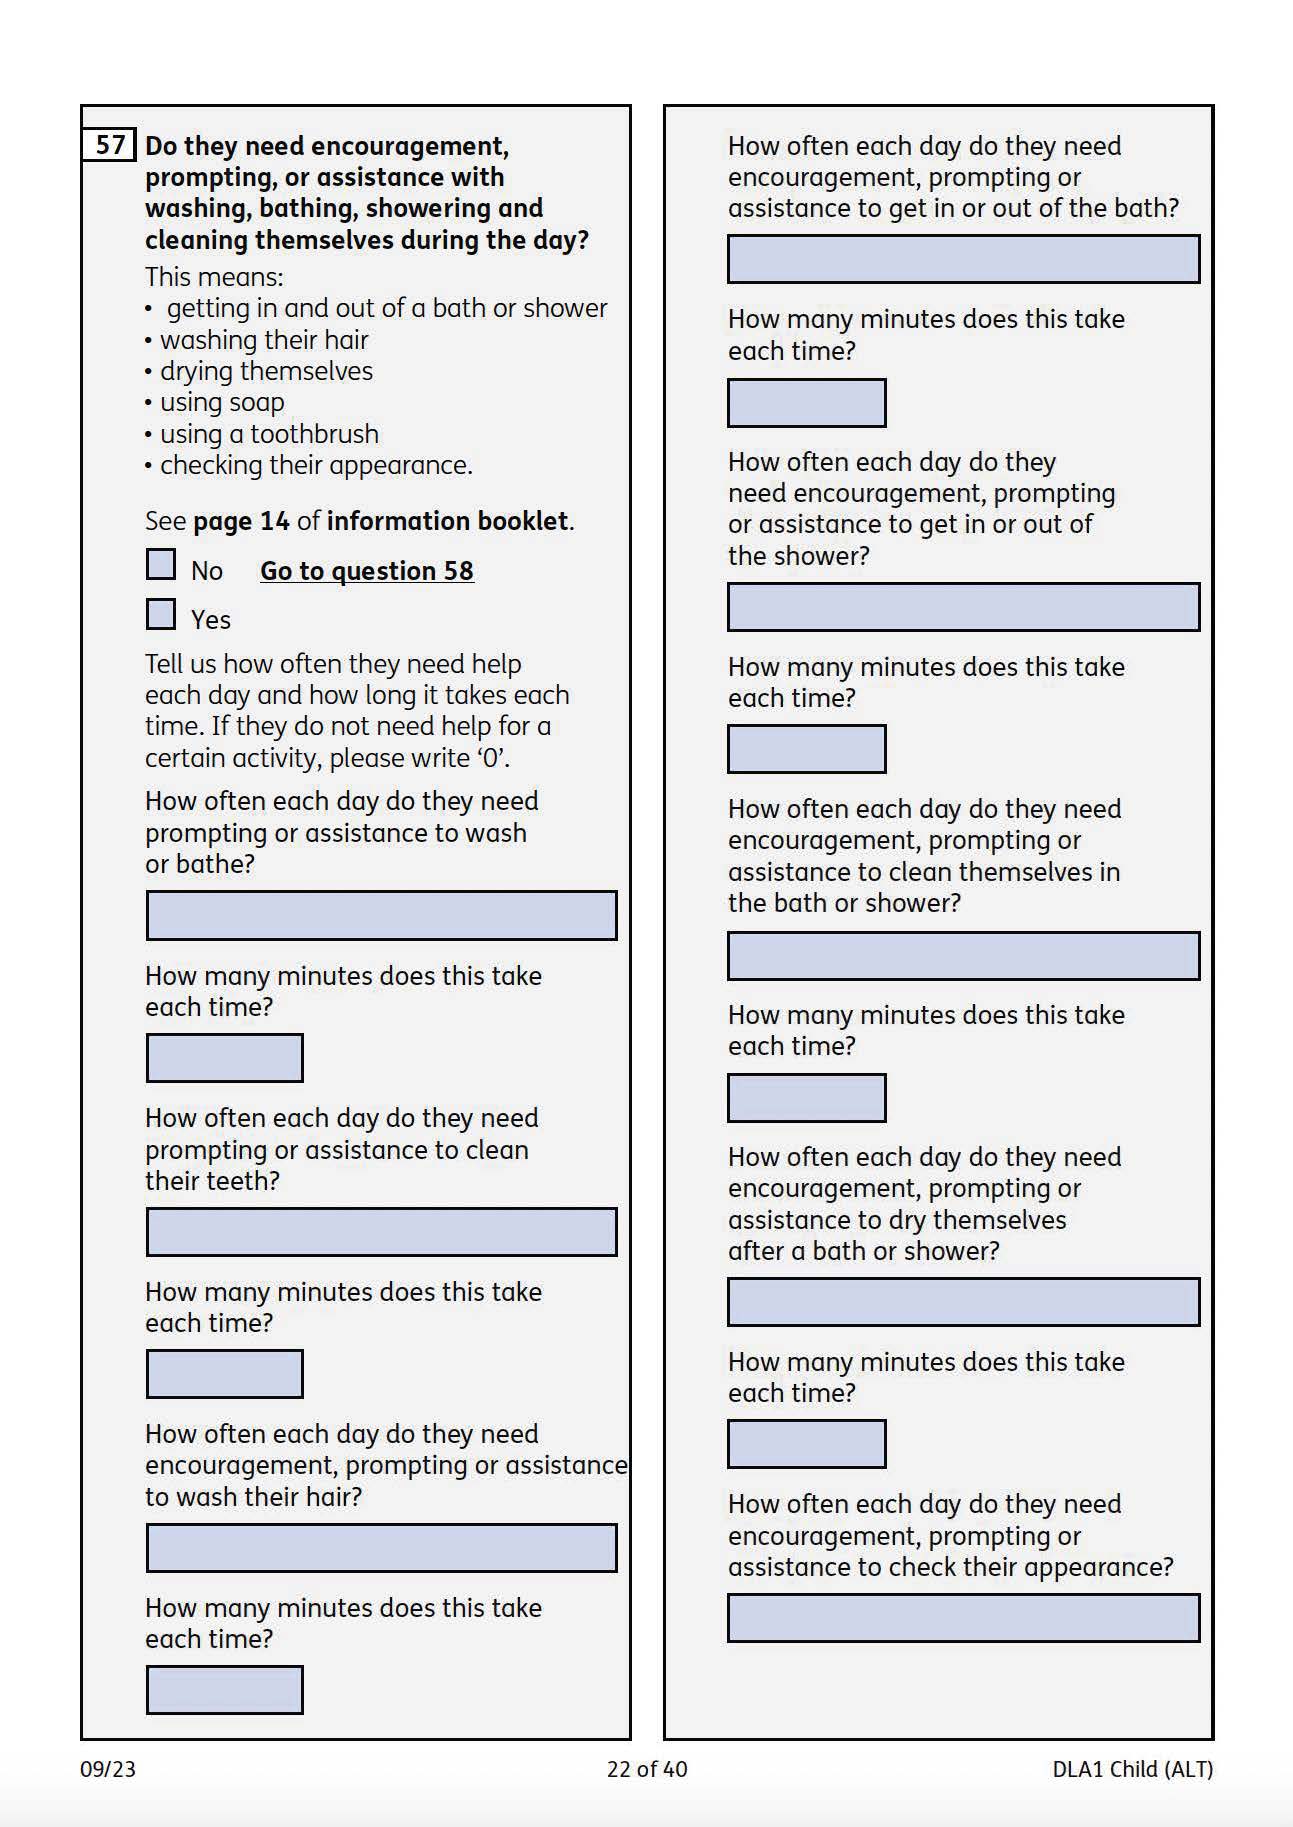 57 Do they need encouragement,
prompting, or assistance with
washing, bathing, showering and
cleaning themselves during the day?
This means:
• getting in and out of a bath or shower
• washing their hair
• drying themselves
• using soap
• using a toothbrush
• checking their appearance.
See page 14 of information booklet.
No Go to question 58
Yes
Tell us how often they need help
each day and how long it takes each
time. If they do not need help for a
certain activity, please write ‘0’.
How often each day do they need
prompting or assistance to wash
or bathe?
How many minutes does this take
each time?
How often each day do they need
prompting or assistance to clean
their teeth?
How many minutes does this take
each time?
How often each day do they need
encouragement, prompting or assistance
to wash their hair?
How many minutes does this take
each time?
How often each day do they need
encouragement, prompting or
assistance to get in or out of the bath?
How many minutes does this take
each time?
How often each day do they
need encouragement, prompting
or assistance to get in or out of
the shower?
How many minutes does this take
each time?
How often each day do they need
encouragement, prompting or
assistance to clean themselves in
the bath or shower?
How many minutes does this take
each time?
How often each day do they need
encouragement, prompting or
assistance to dry themselves
after a bath or shower?
How many minutes does this take
each time?
How often each day do they need
encouragement, prompting or
assistance to check their appearance?
09/23 22 of 40 DLA1 Child (ALT)